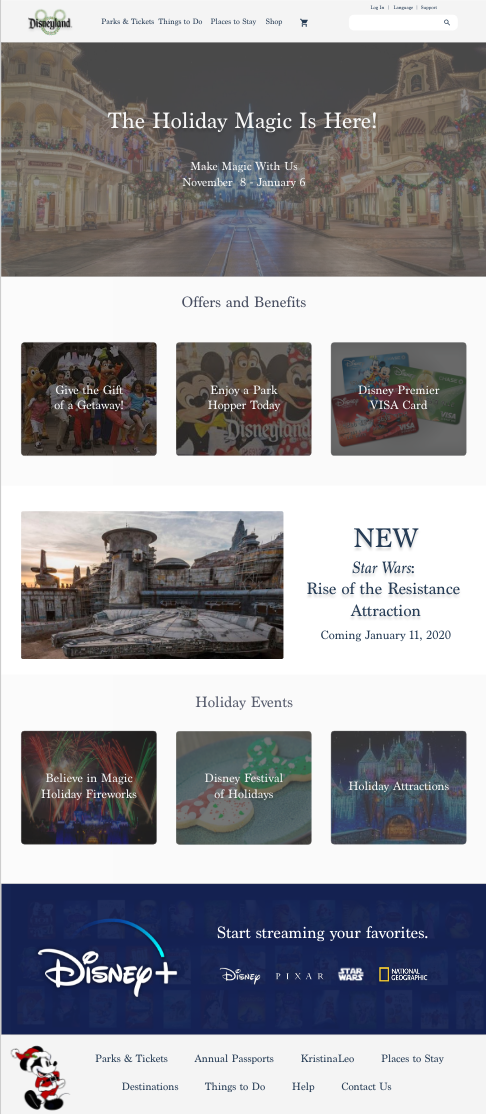 Log In | Language | Support
Disneyland
Parks & Tickets Things to Do Places to Stay Shop
The Holiday Magic Is Here!
Make Magic With Us
November 8 - January 6
Offers and Benefits
Give the Gift
of a Getaway!
Enjoy a Park
Hopper Today
Disneyland
Disney Premier
VISA Card
NEW
Star Wars:
Rise of the Resistance
Attraction
Coming January 11, 2020
Holiday Events
Believe in Magic
Holiday Fireworks
Disney Festival
of Holidays
Holiday Attractions
Disney+
Start streaming your favorites.
Disney PIXAR STAR WARS NATIONAL GEOGRAPHIC
Parks & Tickets Annual Passports KristinaLeo Places to Stay
Destinations Things to Do Help Contact Us